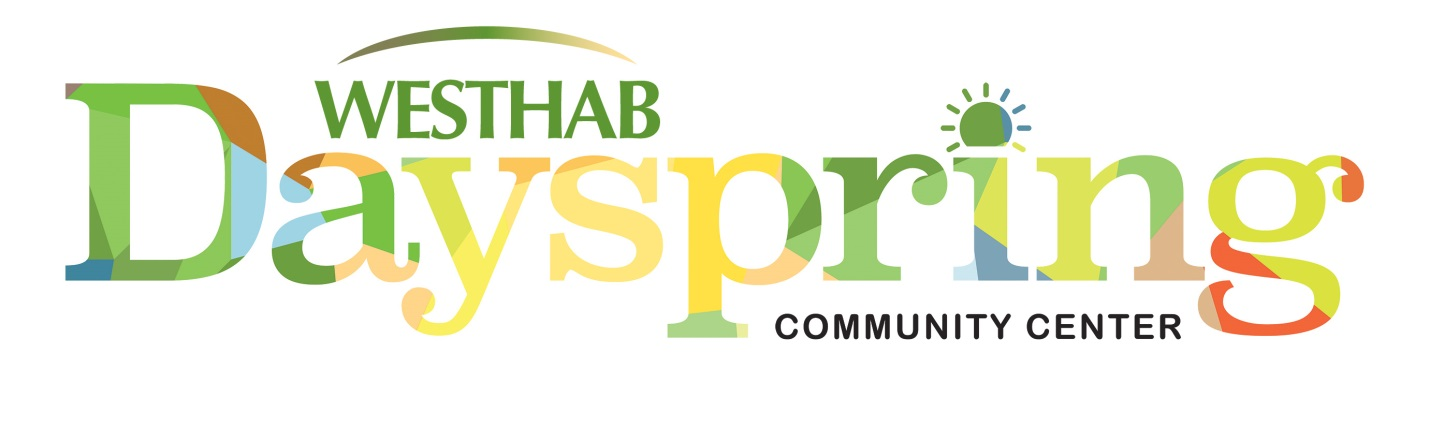 WESTHAB
Dayspring
COMMUNITY CENTER